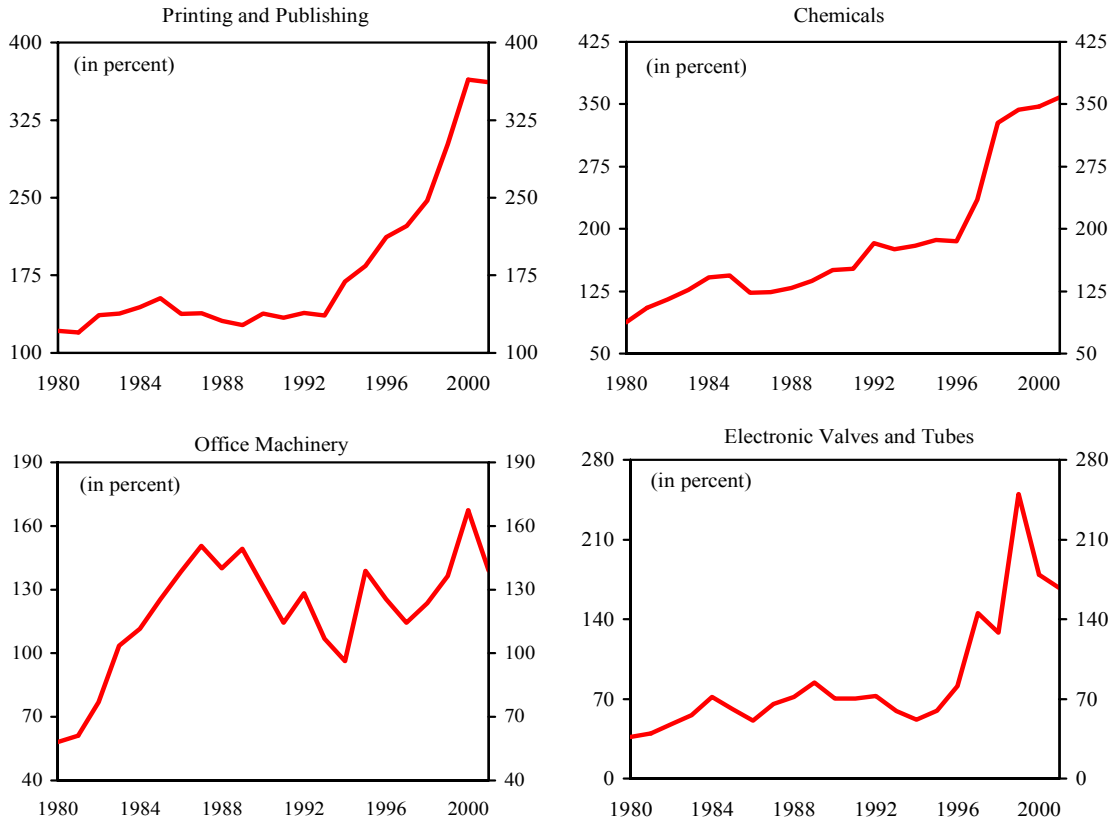 Printing and Publishing
400 400
(in percent)
325 325
250 250
175 175
100 100
1980 1984 1988 1992 1996 2000
Chemicals
425 425
(in percent)
350 350
275 275
200 200
125 125
50 50
1980 1984 1988 1992 1996 2000
Office Machinery
190 190
(in percent)
160 160
130 130
100 100
70 70
40 40
1980 1984 1988 1992 1996 2000
Electronic Valves and Tubes
280 280
(in percent)
210 210
140 140
70 70
0 0
1980 1984 1988 1992 1996 2000